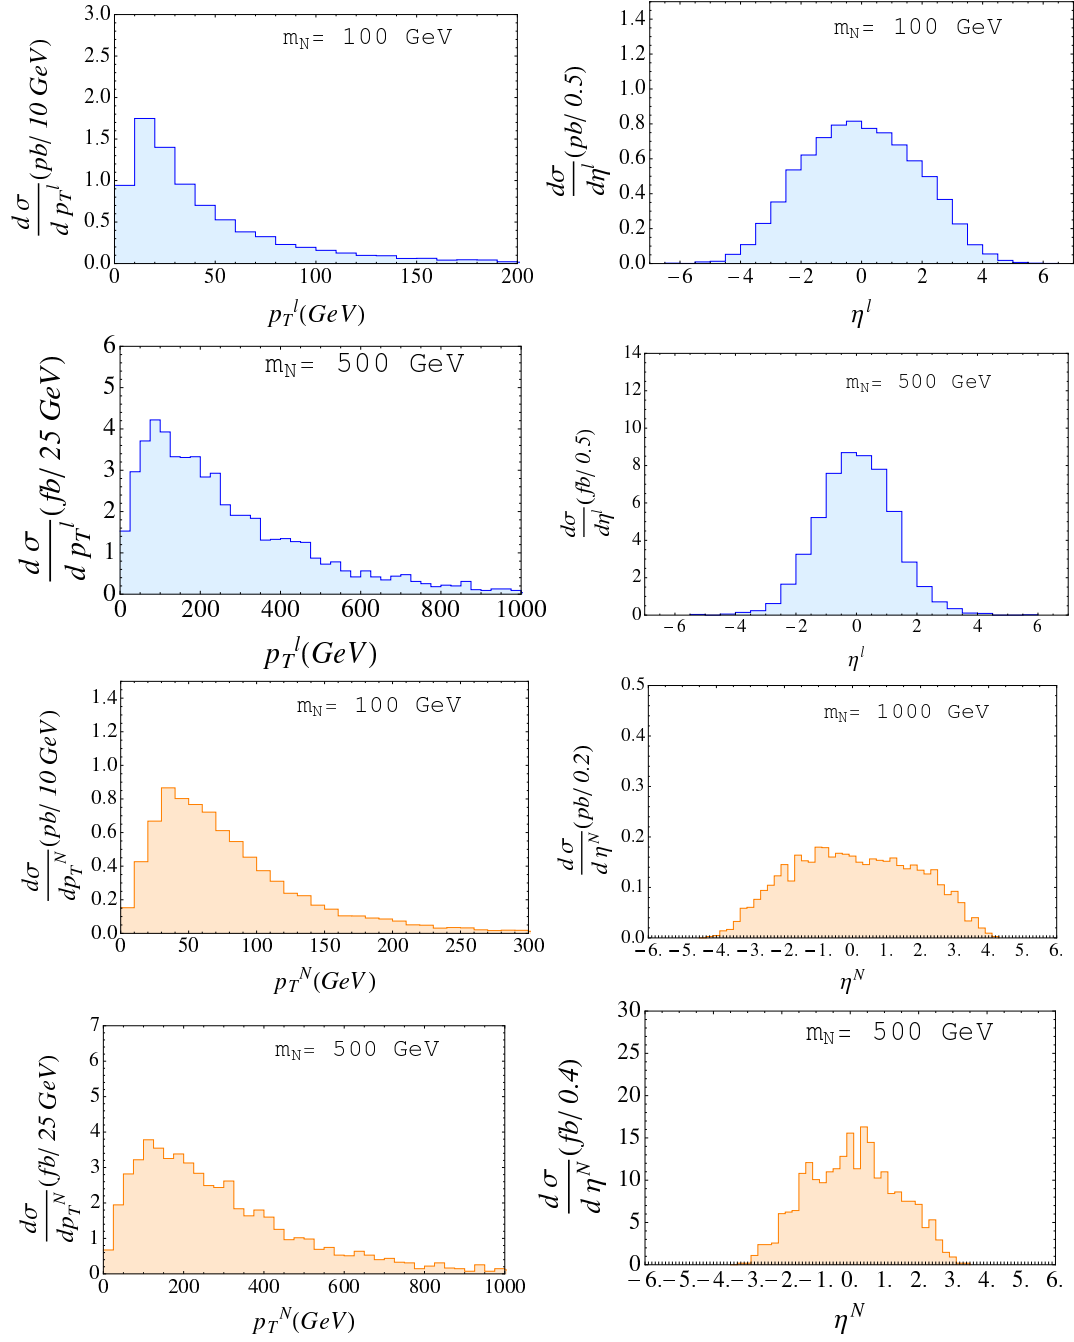 m_N= 100 GeV
dσ/dp_T^l (pb/ 10 GeV)
3.0
2.5
2.0
1.5
1.0
0.5
0.0
0 50 100 150 200
p_T^l(GeV)
m_N= 100 GeV
dσ/dη^l (pb/ 0.5)
1.4
1.2
1.0
0.8
0.6
0.4
0.2
0.0
−6 −4 −2 0 2 4 6
η^l
m_N= 500 GeV
dσ/dp_T^l (fb/ 25 GeV)
6
5
4
3
2
1
0
0 200 400 600 800 1000
p_T^l(GeV)
m_N= 500 GeV
dσ/dη^l (fb/ 0.5)
14
12
10
8
6
4
2
0
−6 −4 −2 0 2 4 6
η^l
m_N= 100 GeV
dσ/dp_T^N (pb/ 10 GeV)
1.4
1.2
1.0
0.8
0.6
0.4
0.2
0.0
0 50 100 150 200 250 300
p_T^N(GeV)
m_N= 1000 GeV
dσ/dη^N (pb/ 0.2)
0.5
0.4
0.3
0.2
0.1
0.0
−6. −5. −4. −3. −2. −1. 0. 1. 2. 3. 4. 5. 6.
η^N
m_N= 500 GeV
dσ/dp_T^N (fb/ 25 GeV)
7
6
5
4
3
2
1
0
0 200 400 600 800 1000
p_T^N(GeV)
m_N= 500 GeV
dσ/dη^N (fb/ 0.4)
30
25
20
15
10
5
0
−6. −5. −4. −3. −2. −1. 0. 1. 2. 3. 4. 5. 6.
η^N